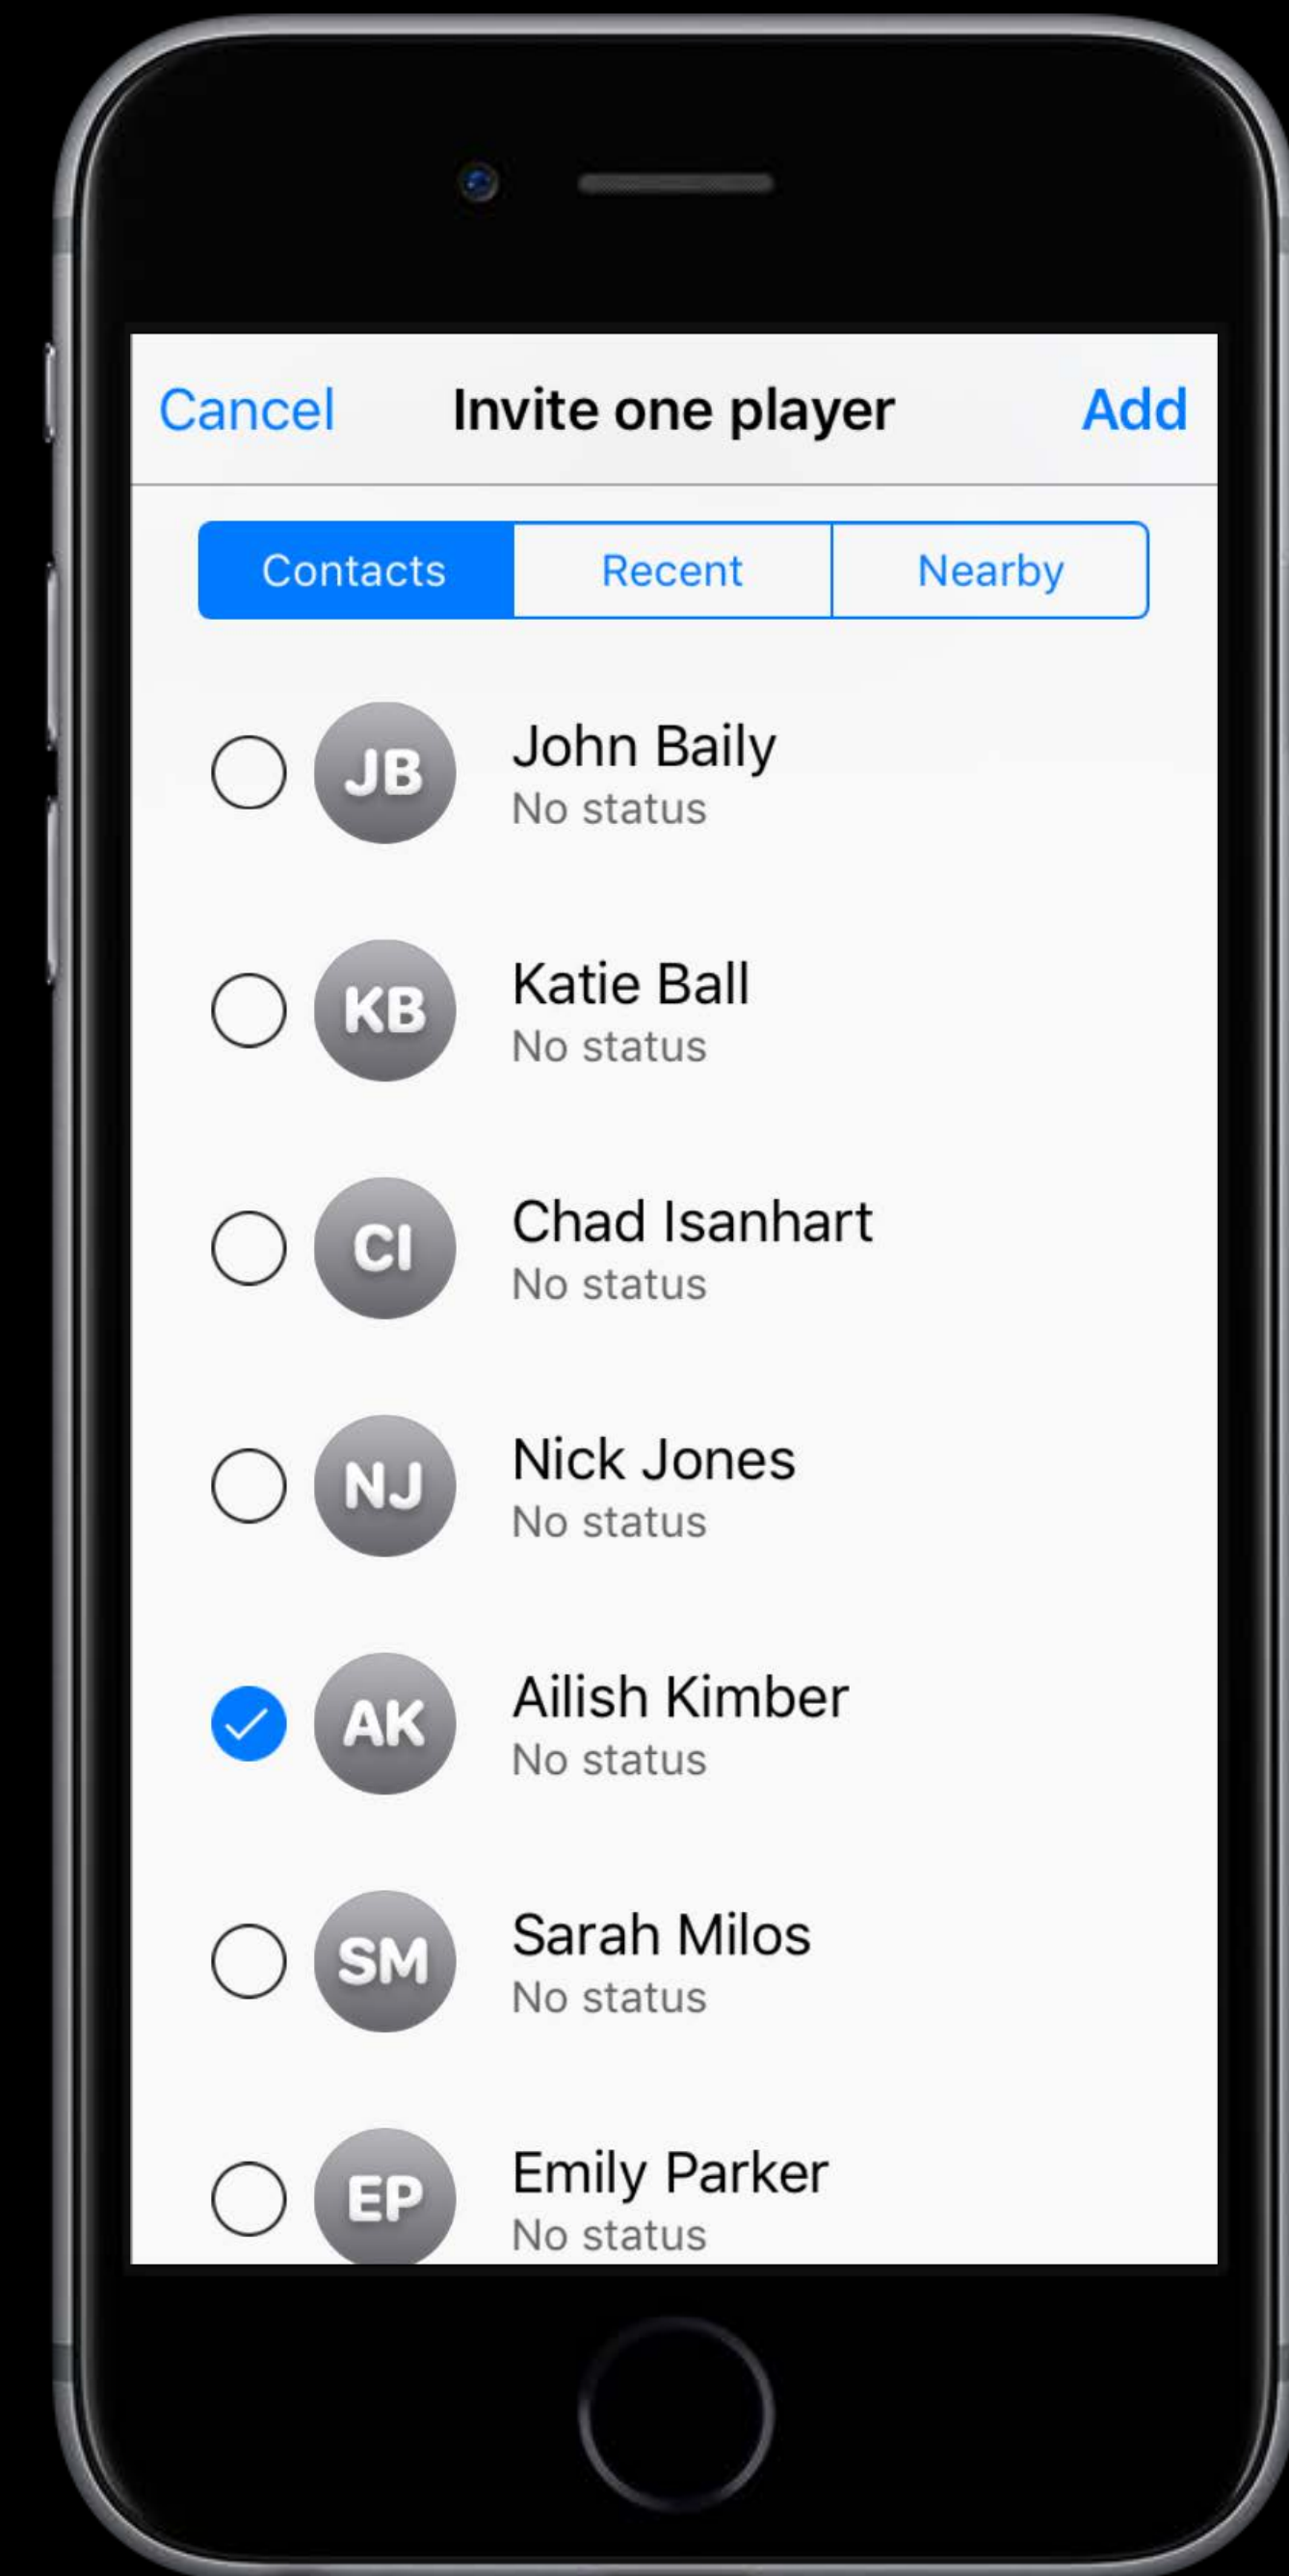 Cancel Invite one player Add
Contacts Recent Nearby
JB John Baily
No status
KB Katie Ball
No status
CI Chad Isanhart
No status
NJ Nick Jones
No status
AK Ailish Kimber
No status
SM Sarah Milos
No status
EP Emily Parker
No status